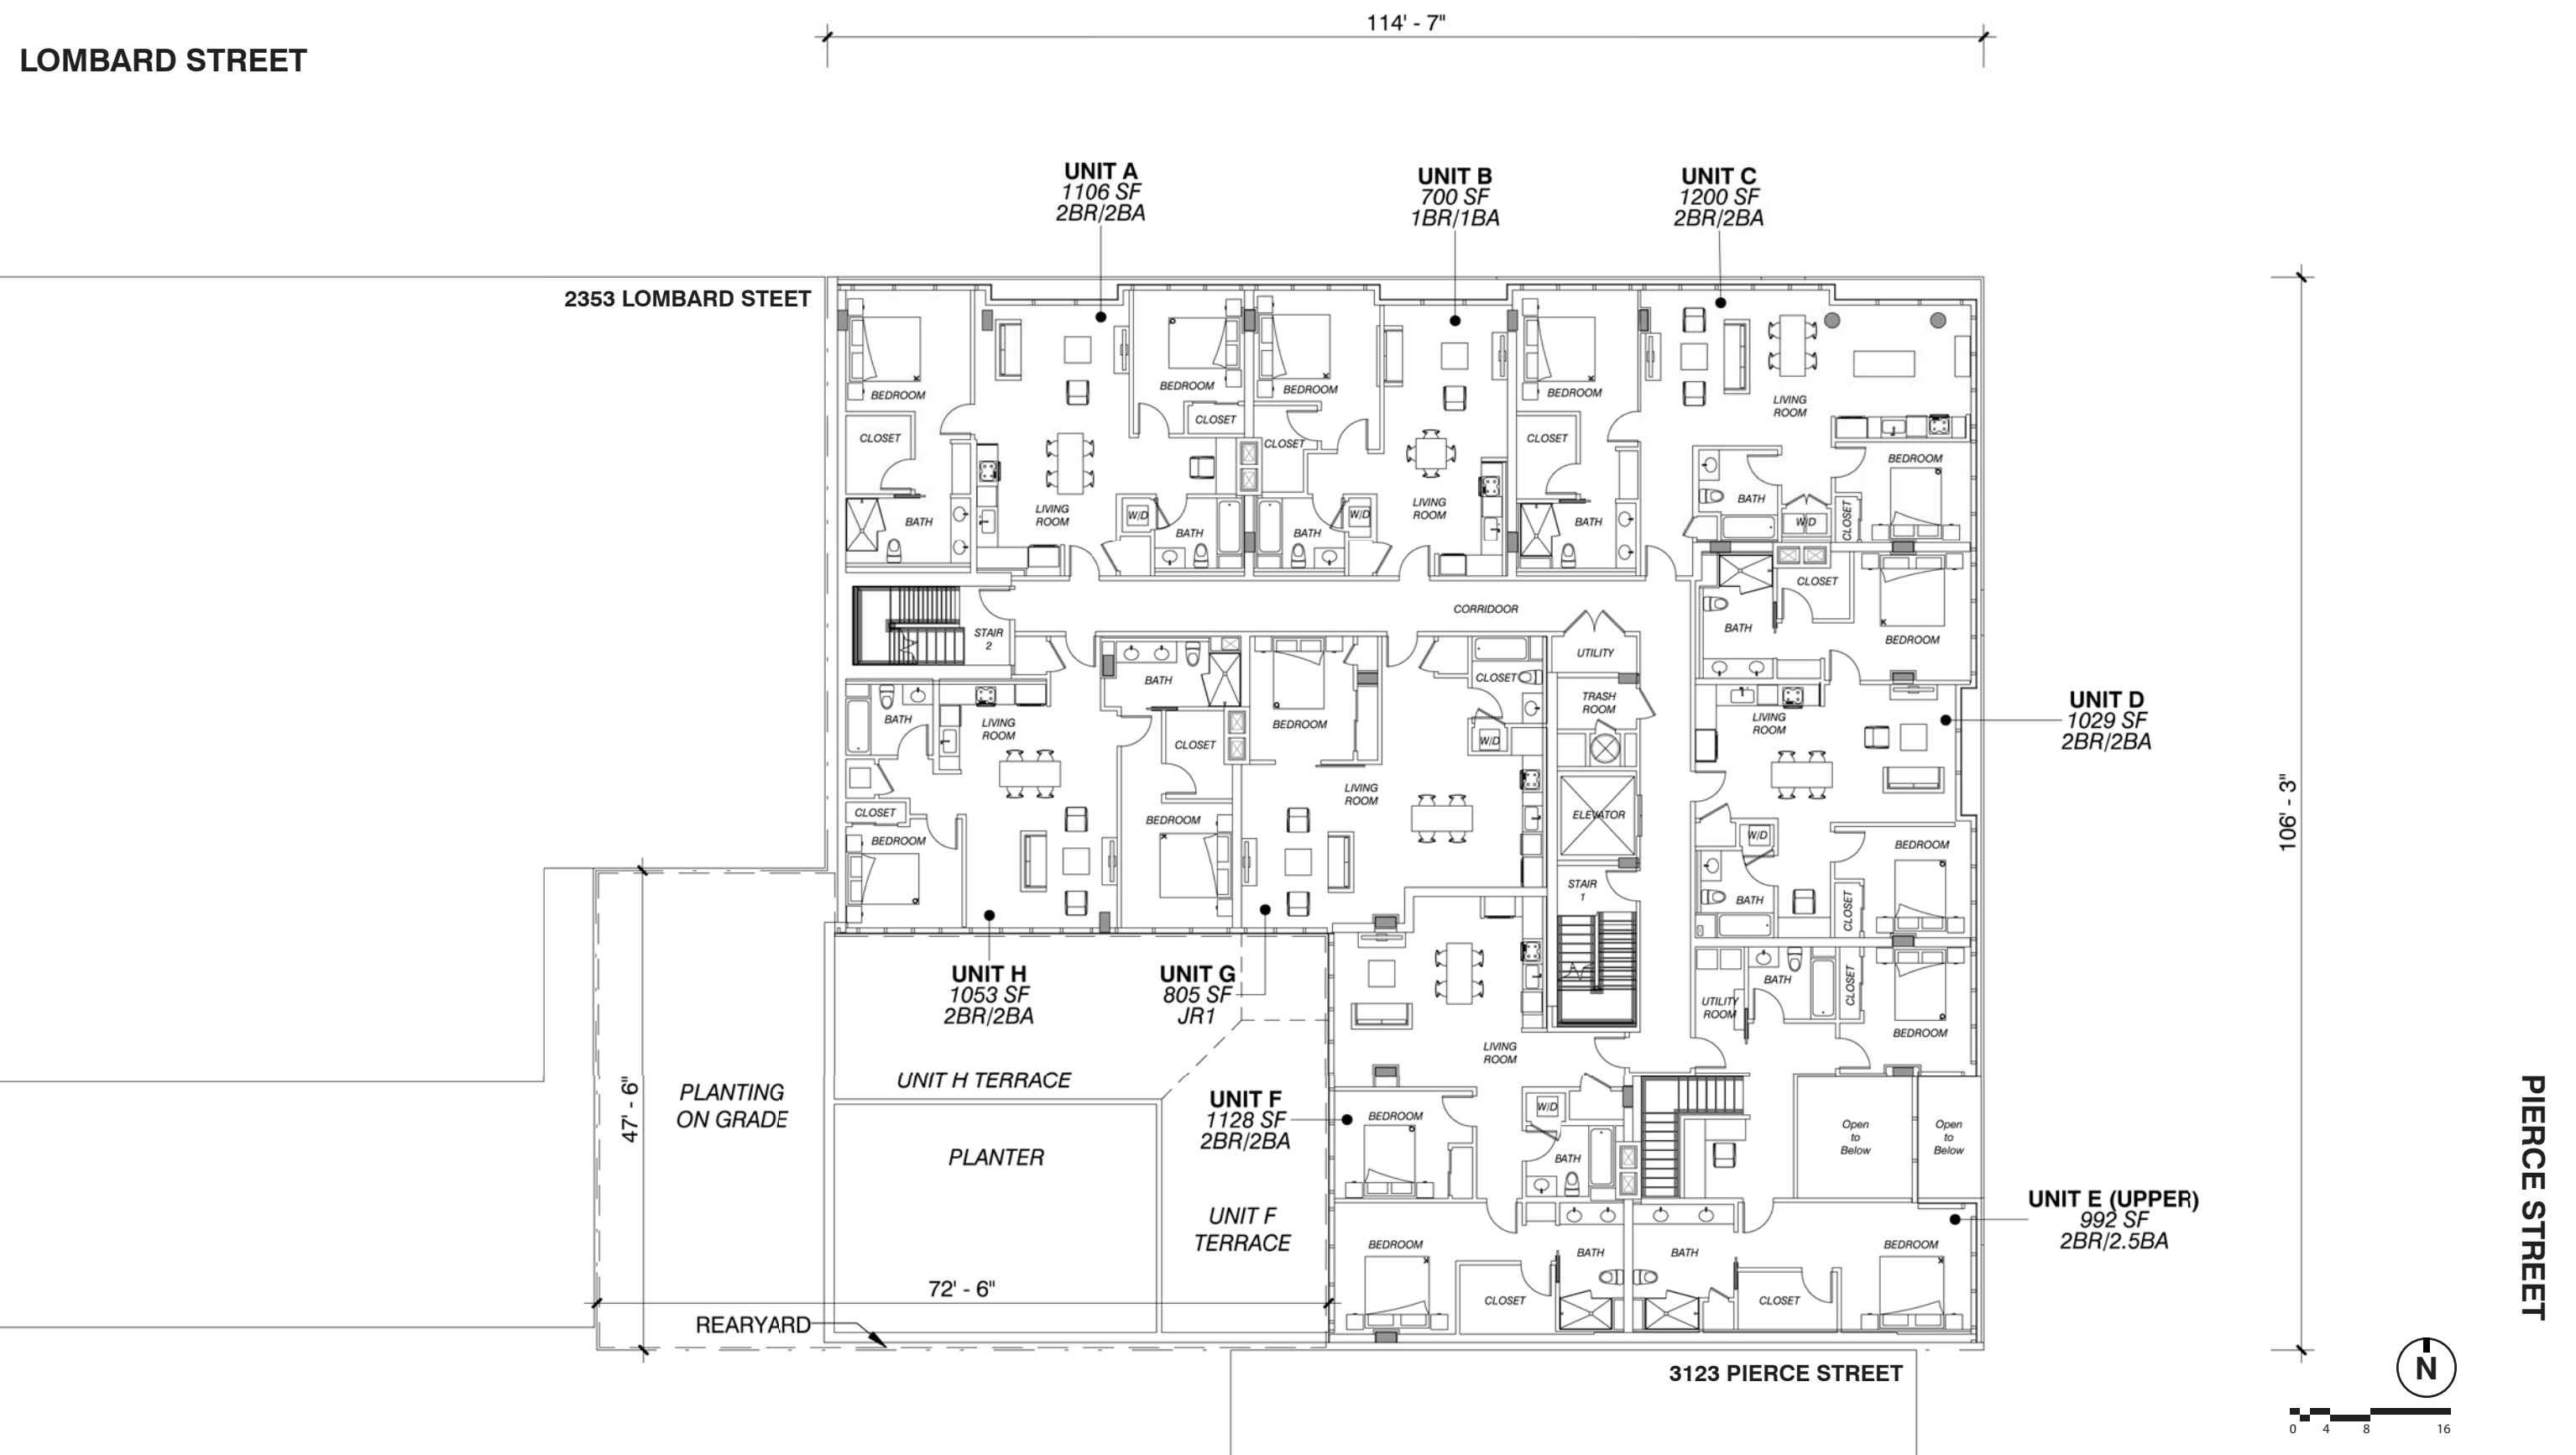 LOMBARD STREET
114' - 7"
UNIT A
1106 SF
2BR/2BA
UNIT B
700 SF
1BR/1BA
UNIT C
1200 SF
2BR/2BA
2353 LOMBARD STEET
BEDROOM
CLOSET
BATH
LIVING
ROOM
BEDROOM
CLOSET
W/D
BATH
BEDROOM
CLOSET
BATH
W/D
LIVING
ROOM
BEDROOM
CLOSET
BATH
LIVING
ROOM
BEDROOM
BATH
W/D
CLOSET
CORRIDOOR
STAIR
2
UTILITY
TRASH
ROOM
ELEVATOR
STAIR
1
CLOSET
BATH
BEDROOM
LIVING
ROOM
W/D
BEDROOM
BATH
CLOSET
UNIT D
1029 SF
2BR/2BA
106' - 3"
BATH
LIVING
ROOM
CLOSET
BEDROOM
BATH
CLOSET
BEDROOM
BEDROOM
LIVING
ROOM
CLOSET
W/D
UNIT H
1053 SF
2BR/2BA
UNIT G
805 SF
JR1
UNIT H TERRACE
PLANTING
ON GRADE
47' - 6"
PLANTER
UNIT F
1128 SF
2BR/2BA
UNIT F
TERRACE
72' - 6"
REARYARD
LIVING
ROOM
BEDROOM
W/D
BATH
BEDROOM
CLOSET
BATH
UTILITY
ROOM
BATH
CLOSET
BEDROOM
Open
to
Below
Open
to
Below
BATH
CLOSET
BEDROOM
UNIT E (UPPER)
992 SF
2BR/2.5BA
PIERCE STREET
3123 PIERCE STREET
N
0 4 8 16